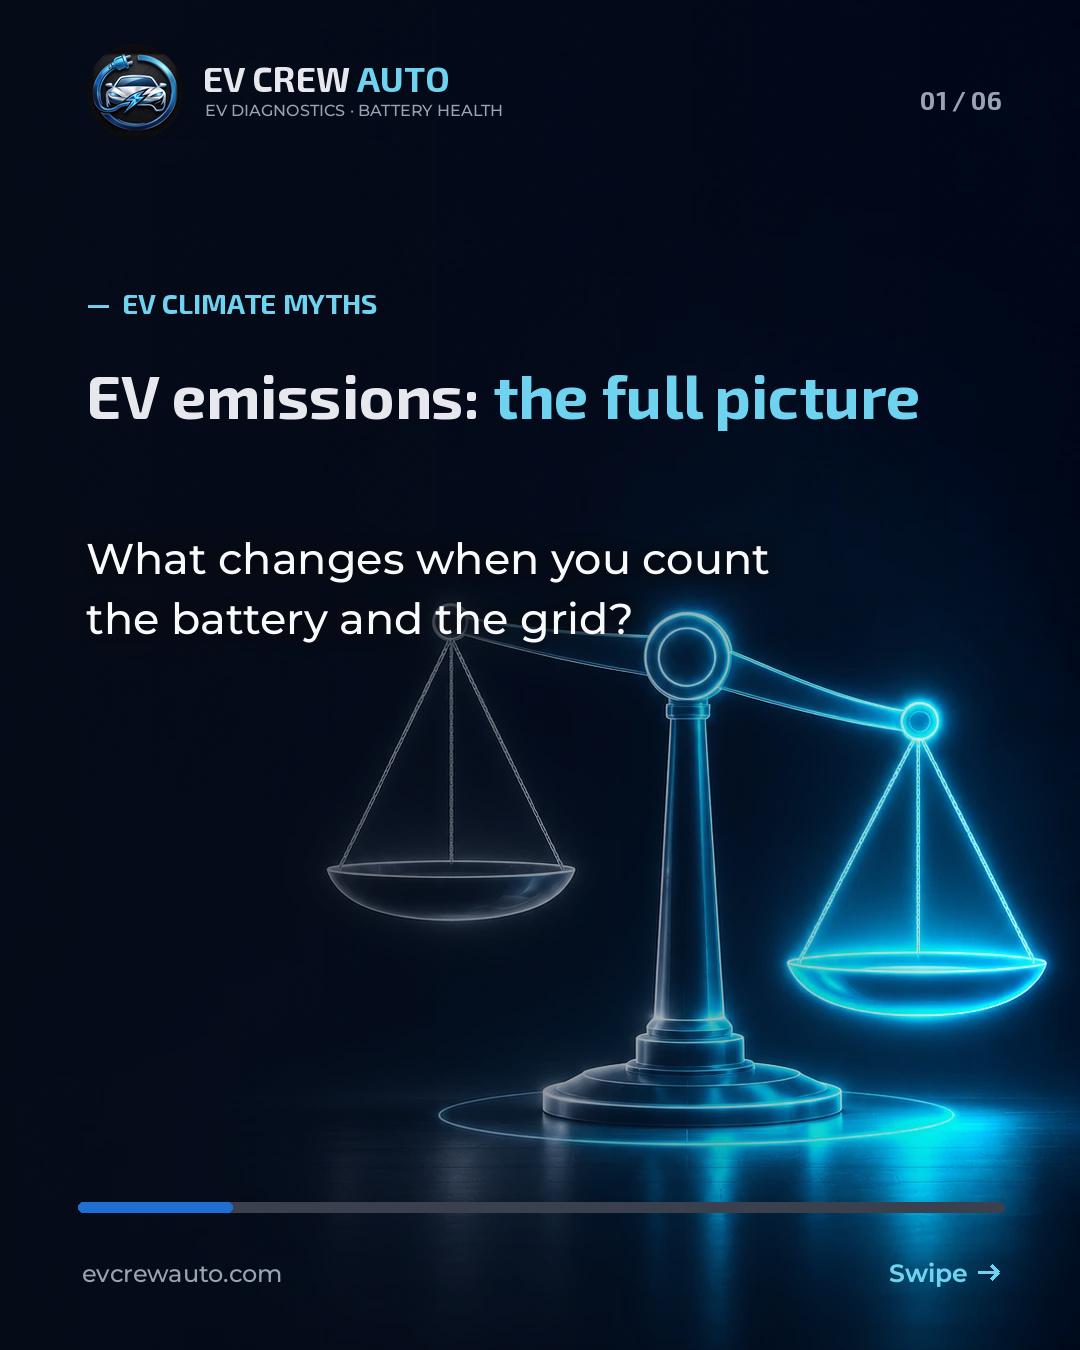 EV CREW AUTO
EV DIAGNOSTICS · BATTERY HEALTH
01 / 06
— EV CLIMATE MYTHS
EV emissions: the full picture
What changes when you count
the battery and the grid?
evcrewauto.com
Swipe →